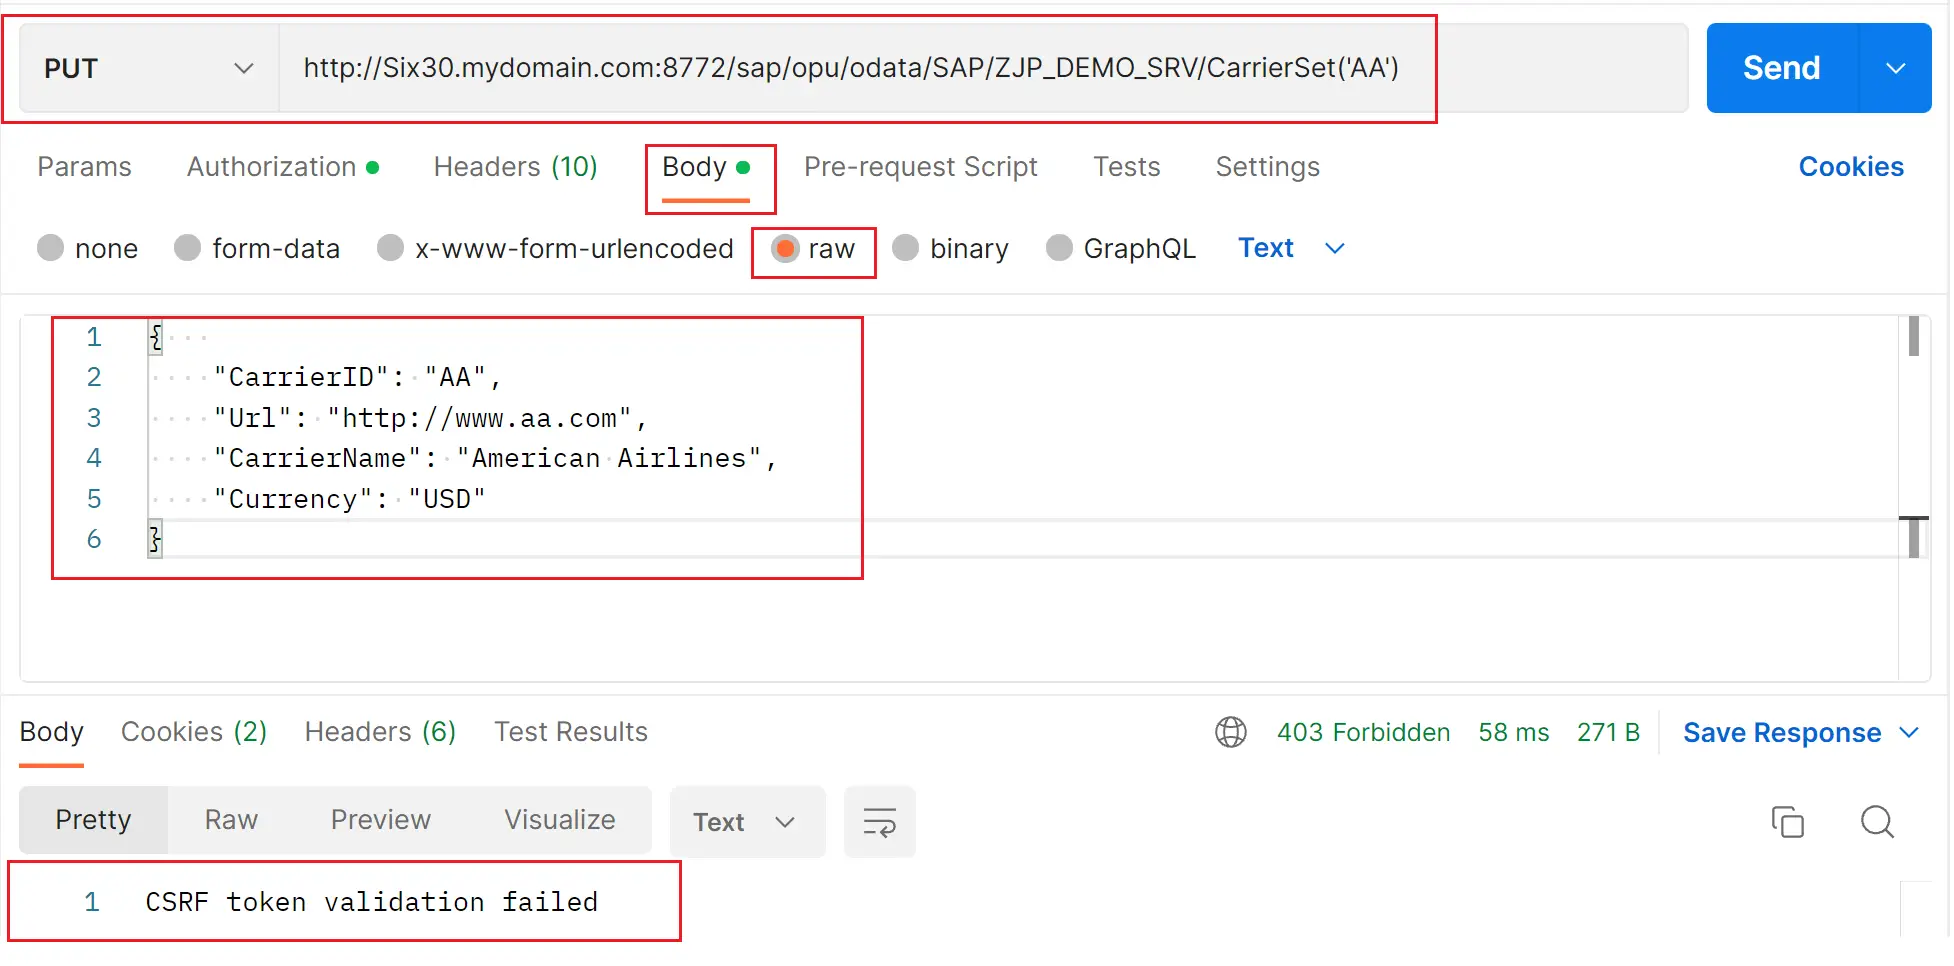 PUT http://Six30.mydomain.com:8772/sap/opu/odata/SAP/ZJP_DEMO_SRV/CarrierSet('AA') Send
Params Authorization Headers (10) Body Pre-request Script Tests Settings Cookies
none form-data x-www-form-urlencoded raw binary GraphQL Text
1 {
2 "CarrierID": "AA",
3 "Url": "http://www.aa.com",
4 "CarrierName": "American Airlines",
5 "Currency": "USD"
6 }
Body Cookies (2) Headers (6) Test Results 403 Forbidden 58 ms 271 B Save Response
Pretty Raw Preview Visualize Text
1 CSRF token validation failed